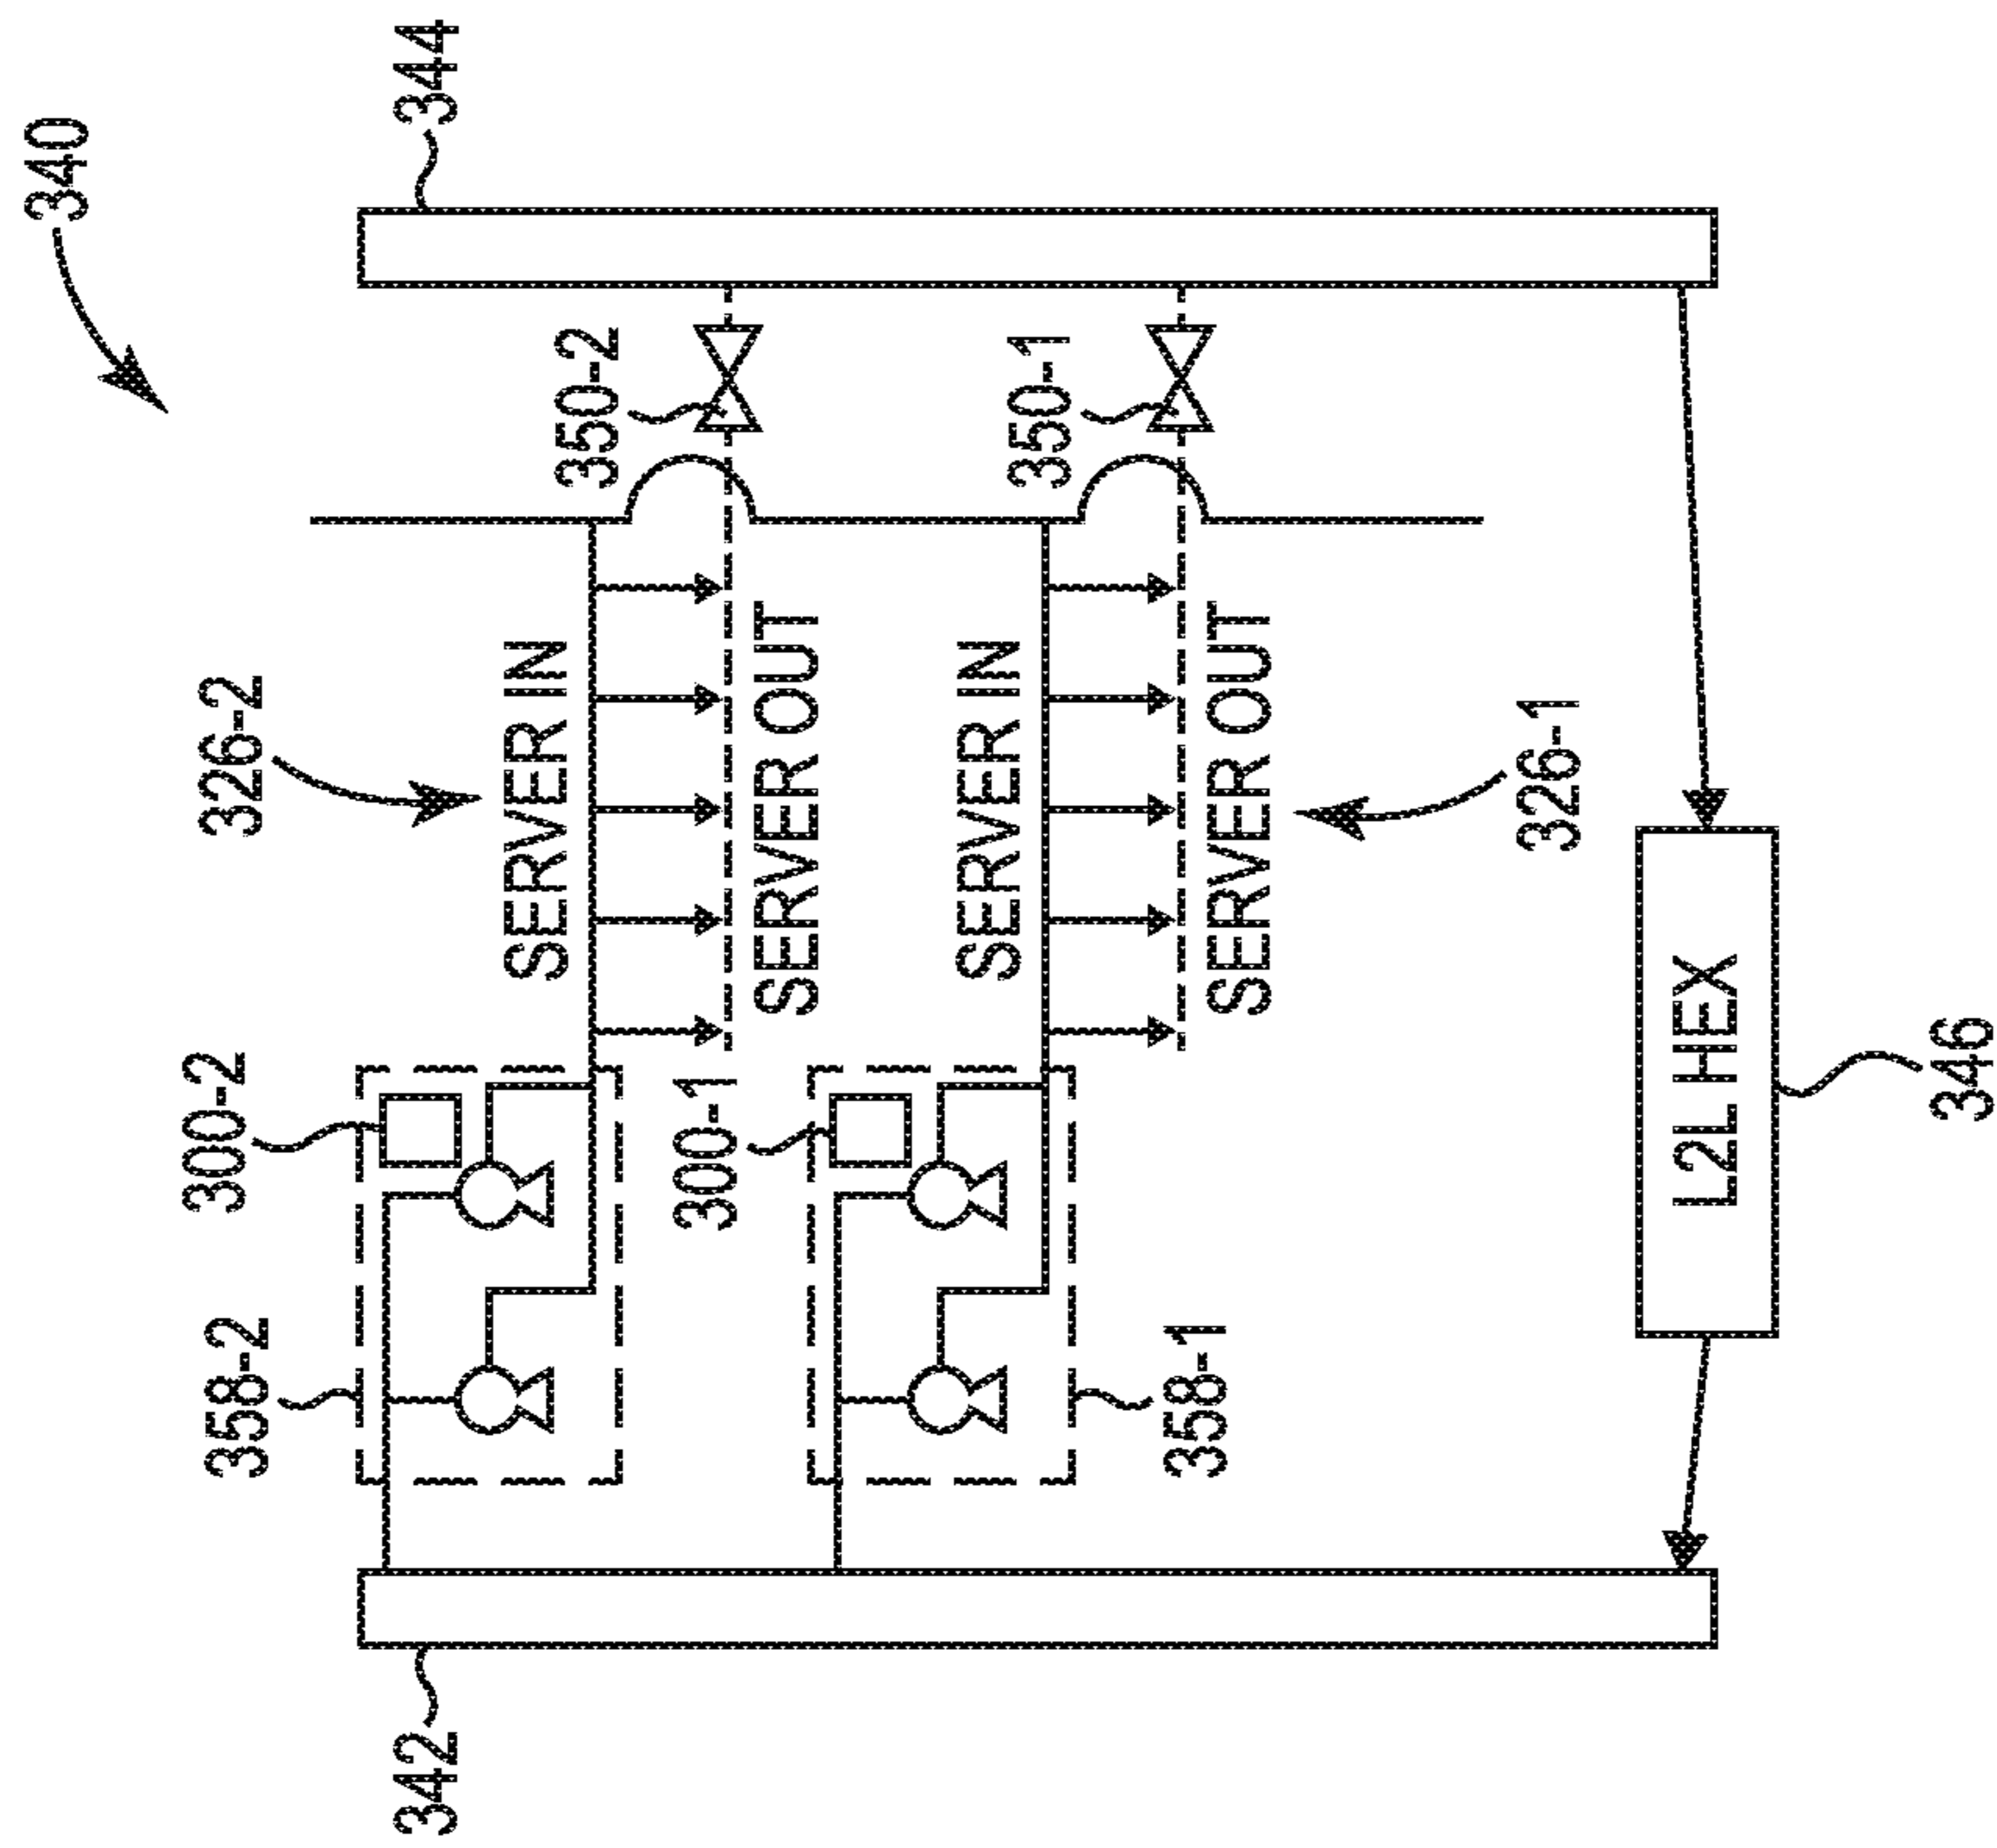 340
358-2
300-2
326-2
342
344
SERVER IN
350-2
300-1
SERVER OUT
SERVER IN
350-1
358-1
SERVER OUT
326-1
L2L HEX
346